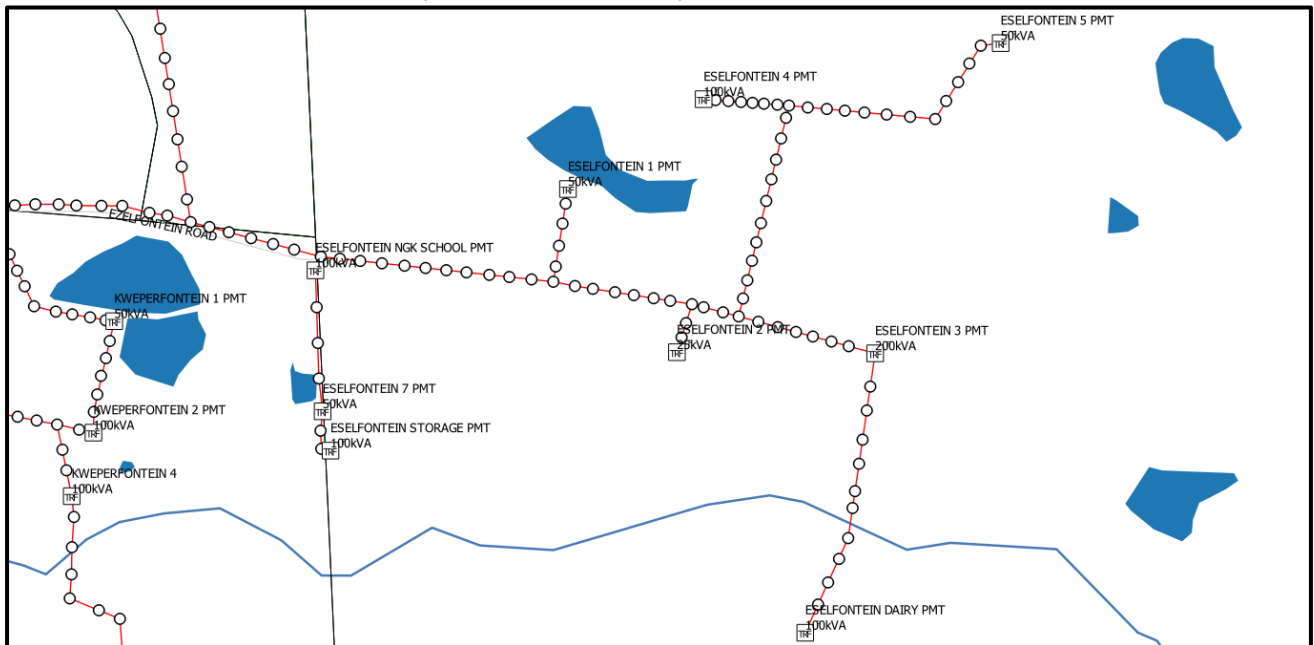 ESELFONTEIN 5 PMT
50kVA
TRF
ESELFONTEIN 4 PMT
100kVA
TRF
ESELFONTEIN 1 PMT
50kVA
TRF
EZELFONTEIN ROAD
ESELFONTEIN NGK SCHOOL PMT
100kVA
TRF
KWEPERFONTEIN 1 PMT
50kVA
TRF
ESELFONTEIN 2 PMT
25kVA
TRF
ESELFONTEIN 3 PMT
200kVA
TRF
ESELFONTEIN 7 PMT
50kVA
TRF
KWEPERFONTEIN 2 PMT
100kVA
TRF
ESELFONTEIN STORAGE PMT
100kVA
TRF
KWEPERFONTEIN 4
100kVA
TRF
ESELFONTEIN DAIRY PMT
100kVA
TRF